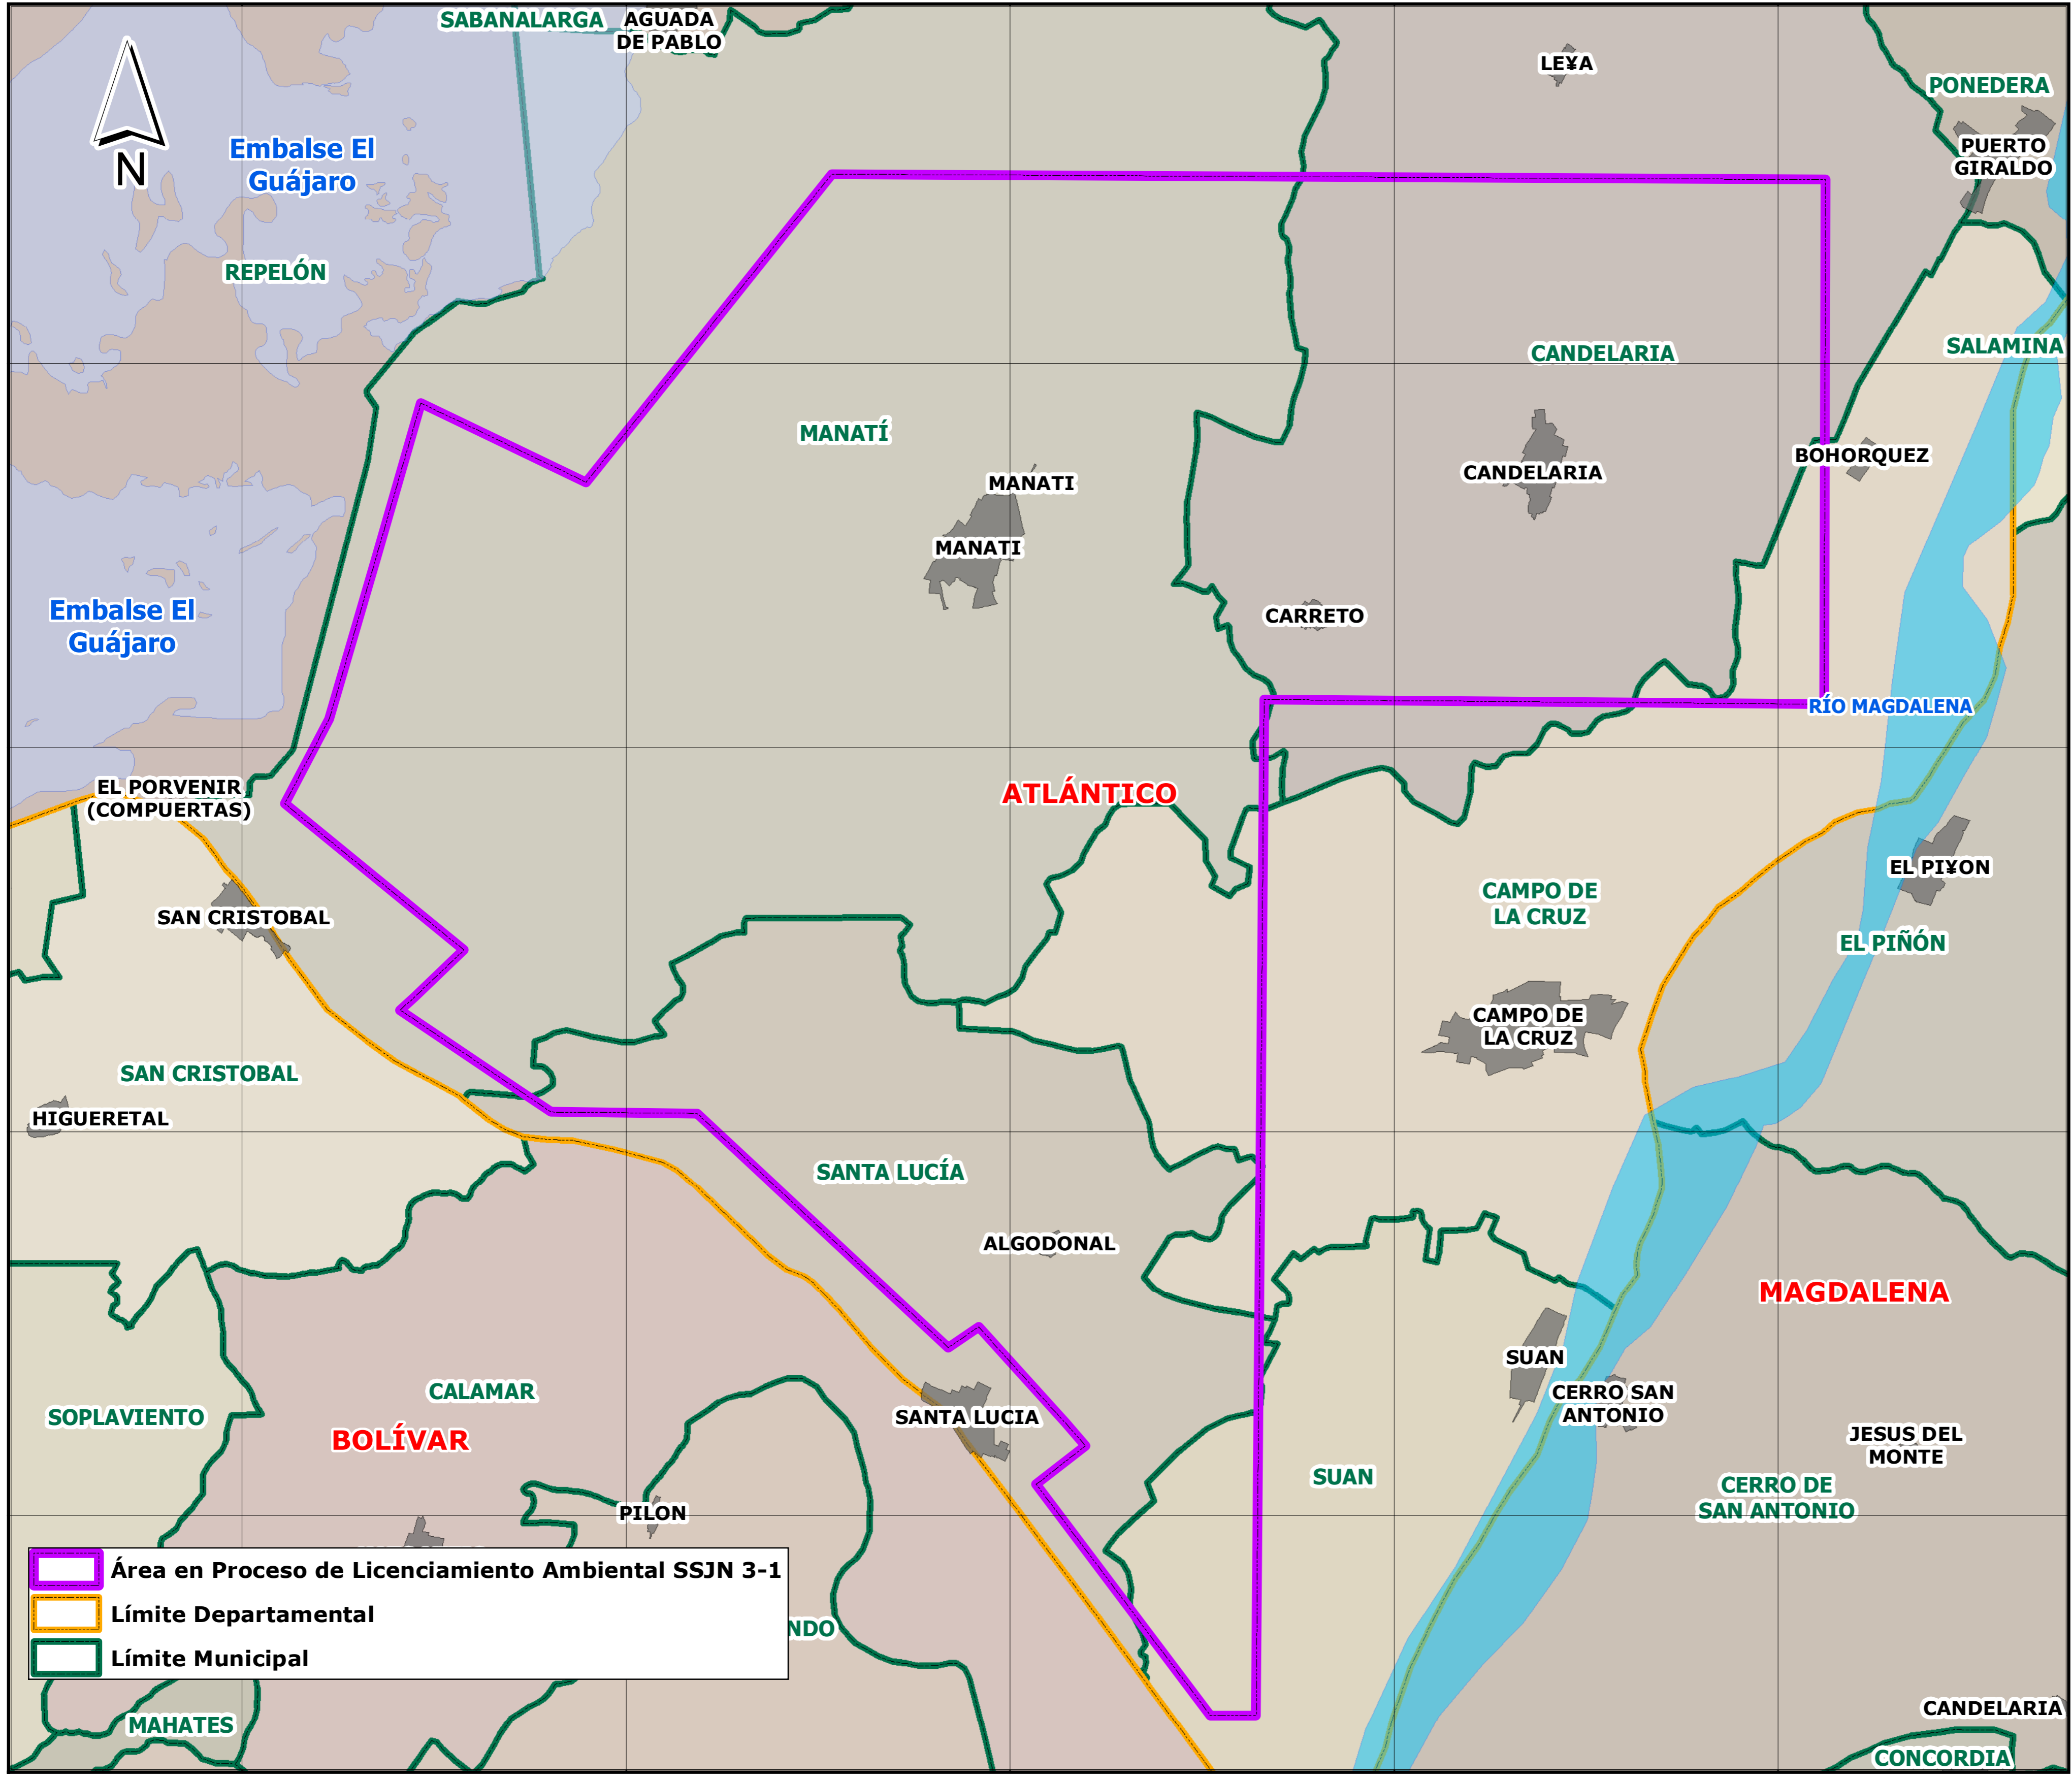 SABANALARGA
AGUADA
DE PABLO
LE¥A
PONEDERA
PUERTO
GIRALDO
N
Embalse El
Guájaro
REPELÓN
SALAMINA
CANDELARIA
MANATÍ
BOHORQUEZ
CANDELARIA
MANATI
MANATI
Embalse El
Guájaro
CARRETO
RÍO MAGDALENA
EL PORVENIR
(COMPUERTAS)
ATLÁNTICO
EL PI¥ON
CAMPO DE
LA CRUZ
SAN CRISTOBAL
EL PIÑÓN
CAMPO DE
LA CRUZ
SAN CRISTOBAL
HIGUERETAL
SANTA LUCÍA
ALGODONAL
MAGDALENA
SUAN
CALAMAR
CERRO SAN
ANTONIO
SOPLAVIENTO
SANTA LUCIA
BOLÍVAR
JESUS DEL
MONTE
SUAN
CERRO DE
SAN ANTONIO
PILON
Área en Proceso de Licenciamiento Ambiental SSJN 3-1
Límite Departamental
Límite Municipal
NDO
CANDELARIA
MAHATES
CONCORDIA